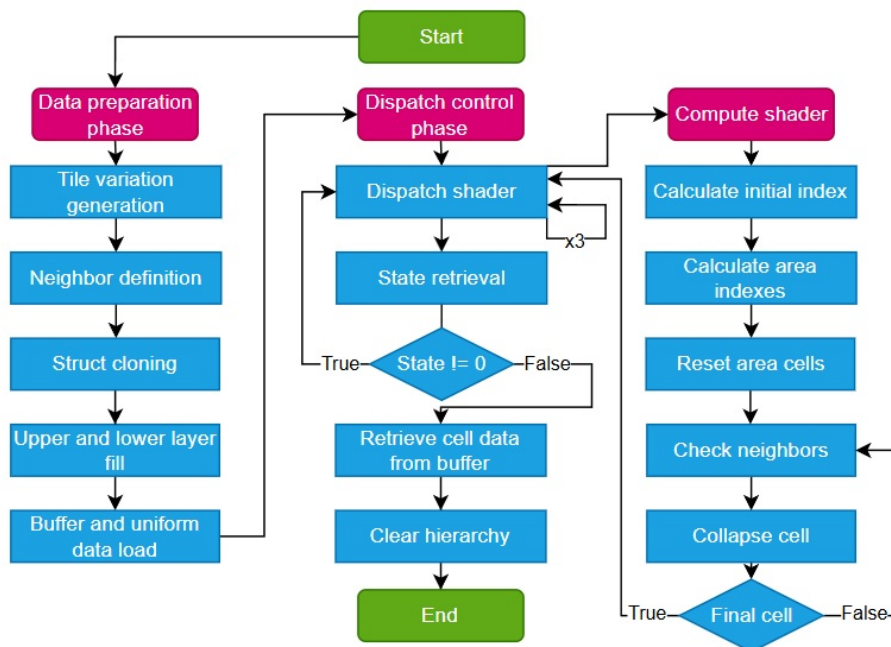 Start
Data preparation
phase
Tile variation
generation
Neighbor definition
Struct cloning
Upper and lower layer
fill
Buffer and uniform
data load
Dispatch control
phase
Dispatch shader
x3
State retrieval
True
State != 0
False
Retrieve cell data
from buffer
Clear hierarchy
End
Compute shader
Calculate initial index
Calculate area
indexes
Reset area cells
Check neighbors
Collapse cell
True
Final cell
False